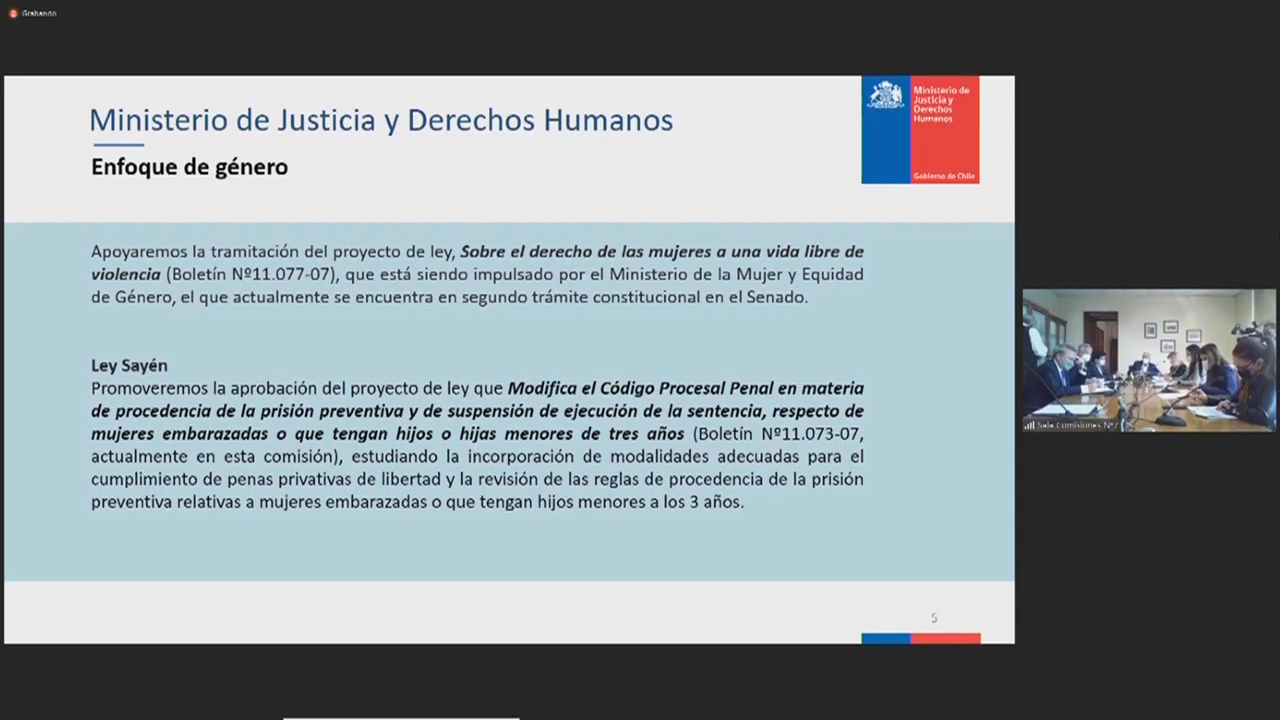 Grabando
Ministerio de Justicia y Derechos Humanos
Enfoque de género
Ministerio de
Justicia y
Derechos
Humanos
Gobierno de Chile
Apoyaremos la tramitación del proyecto de ley, Sobre el derecho de las mujeres a una vida libre de
violencia (Boletín Nº11.077-07), que está siendo impulsado por el Ministerio de la Mujer y Equidad
de Género, el que actualmente se encuentra en segundo trámite constitucional en el Senado.
Ley Sayén
Promoveremos la aprobación del proyecto de ley que Modifica el Código Procesal Penal en materia
de procedencia de la prisión preventiva y de suspensión de ejecución de la sentencia, respecto de
mujeres embarazadas o que tengan hijos o hijas menores de tres años (Boletín Nº11.073-07,
actualmente en esta comisión), estudiando la incorporación de modalidades adecuadas para el
cumplimiento de penas privativas de libertad y la revisión de las reglas de procedencia de la prisión
preventiva relativas a mujeres embarazadas o que tengan hijos menores a los 3 años.
5
Sala Comisiones Nº7